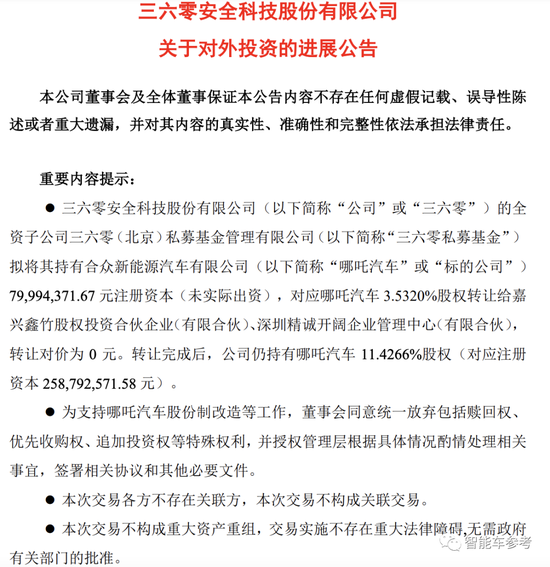 三六零安全科技股份有限公司
关于对外投资的进展公告
本公司董事会及全体董事保证本公告内容不存在任何虚假记载、误导性陈
述或者重大遗漏，并对其内容的真实性、准确性和完整性依法承担法律责任。
重要内容提示：
● 三六零安全科技股份有限公司（以下简称“公司”或“三六零”）的全
资子公司三六零（北京）私募基金管理有限公司（以下简称“三六零私募基金”）
拟将其持有合众新能源汽车有限公司（以下简称“哪吒汽车”或“标的公司”）
79,994,371.67 元注册资本（未实际出资），对应哪吒汽车 3.5320%股权转让给嘉
兴鑫竹股权投资合伙企业（有限合伙）、深圳精诚开阔企业管理中心（有限合伙），
转让对价为 0 元。转让完成后，公司仍持有哪吒汽车 11.4266%股权（对应注册
资本 258,792,571.58 元）。
● 为支持哪吒汽车股份制改造等工作，董事会同意统一放弃包括赎回权、
优先收购权、追加投资权等特殊权利，并授权管理层根据具体情况酌情处理相关
事宜，签署相关协议和其他必要文件。
● 本次交易各方不存在关联方，本次交易不构成关联交易。
● 本次交易不构成重大资产重组，交易实施不存在重大法律障碍,无需政府
有关部门的批准。
智能车参考